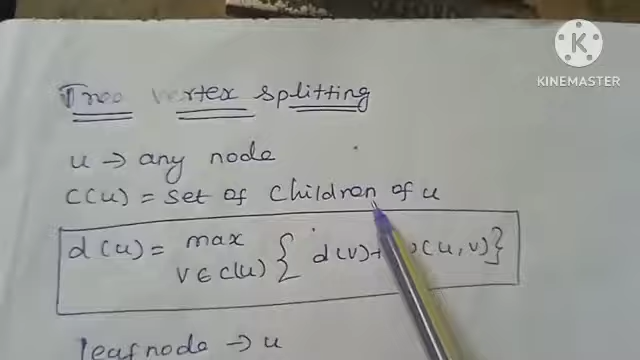 KINEMASTER
Tree vertex splitting
u → any node
C(u) = set of children of u
d(u) = max { d(v)+ (u,v)}
v∈C(u)
leaf node → u